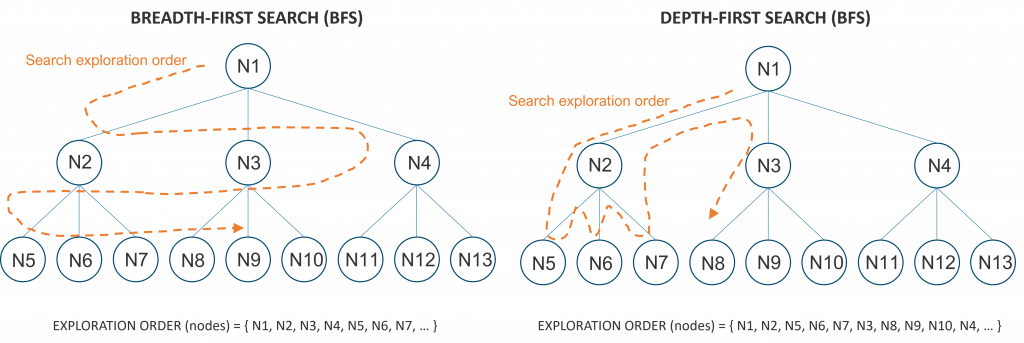 BREADTH-FIRST SEARCH (BFS)
Search exploration order
N1
N2
N3
N4
N5
N6
N7
N8
N9
N10
N11
N12
N13
EXPLORATION ORDER (nodes) = { N1, N2, N3, N4, N5, N6, N7, … }
DEPTH-FIRST SEARCH (BFS)
N1
Search exploration order
N2
N3
N4
N5
N6
N7
N8
N9
N10
N11
N12
N13
EXPLORATION ORDER (nodes) = { N1, N2, N5, N6, N7, N3, N8, N9, N10, N4, … }